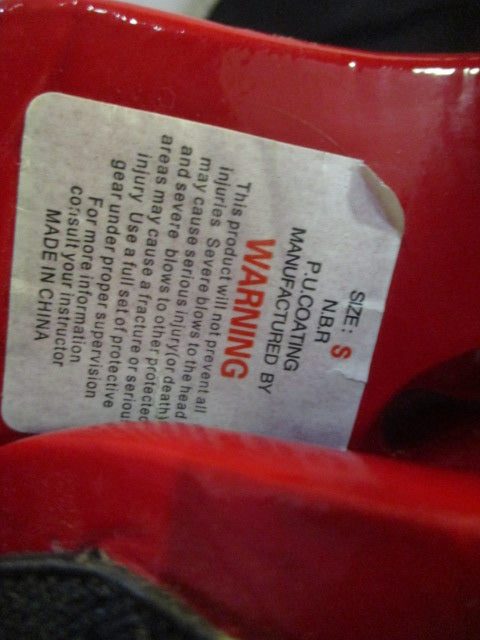 SIZE: S
N.B.R
P.U.COATING
MANUFACTURED BY
WARNING
This product will not prevent all
injuries Severe blows to the head
may cause serious injury(or death)
and severe blows to other protected
areas may cause a fracture or serious
injury Use a full set of protective
gear under proper supervision
For more information
consult your instructor
MADE IN CHINA